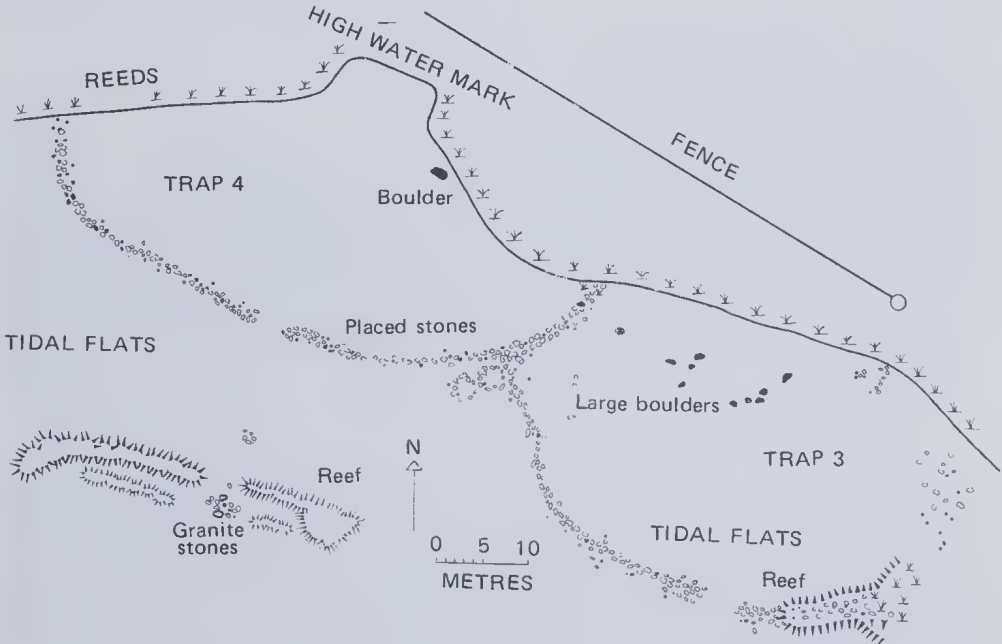 HIGH WATER MARK
REEDS
FENCE
TRAP 4
Boulder
Placed stones
TIDAL FLATS
Large boulders
TRAP 3
N
Reef
Granite
stones
TIDAL FLATS
0 5 10
METRES
Reef